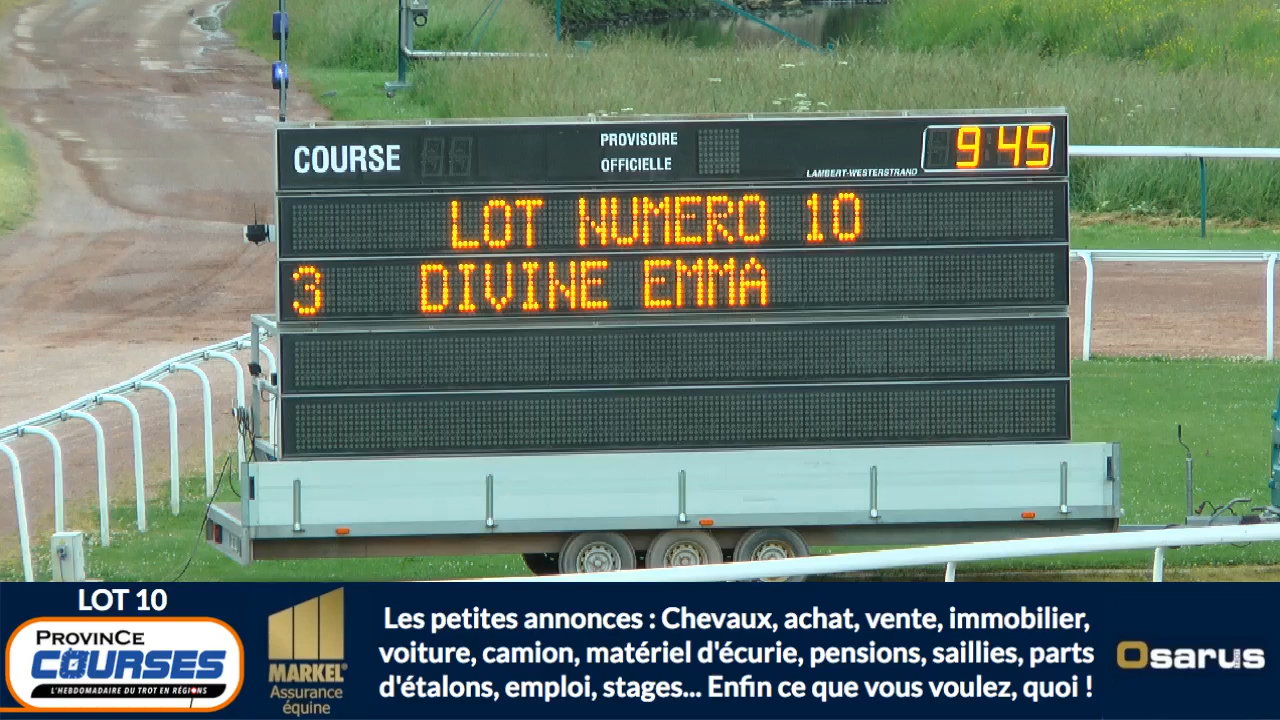 COURSE
PROVISOIRE
OFFICIELLE
LAMBERT-WESTERSTRAND
9 45
LOT NUMERO 10
3 DIVINE EMMA
LOT 10
PROVINCE
COURSES
L'HEBDOMADAIRE DU TROT EN RÉGIONS
MARKEL®
Assurance
équine
Les petites annonces : Chevaux, achat, vente, immobilier,
voiture, camion, matériel d'écurie, pensions, saillies, parts
d'étalons, emploi, stages... Enfin ce que vous voulez, quoi !
Osarus